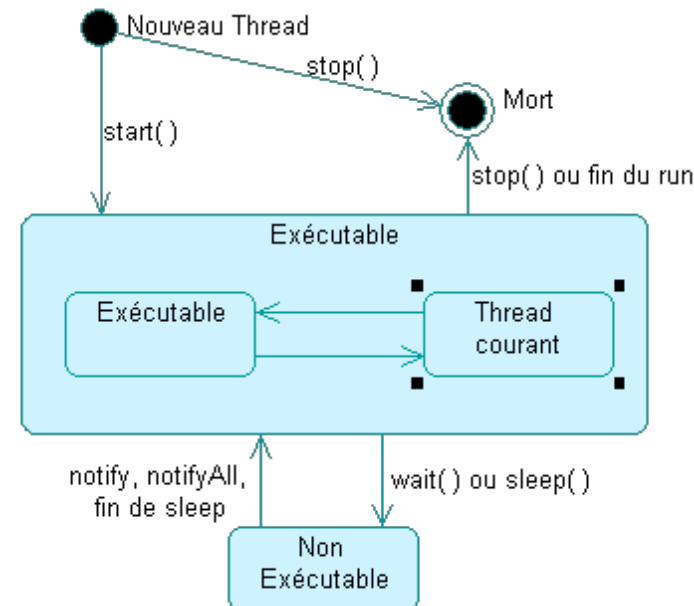 Nouveau Thread
stop( )
Mort
start( )
stop( ) ou fin du run
Exécutable
Exécutable
Thread
courant
notify, notifyAll,
fin de sleep
wait( ) ou sleep( )
Non
Exécutable